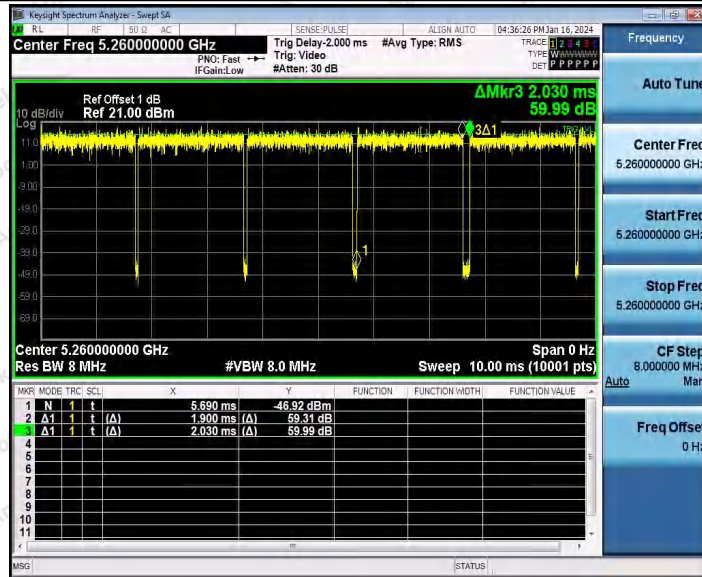 Keysight Spectrum Analyzer - Swept SA
RL RF 50 Ω AC SENSE:PULSE ALIGN AUTO 04:36:26 PM Jan 16, 2024
Center Freq 5.260000000 GHz Trig Delay-2.000 ms #Avg Type: RMS TRACE 1 2 3 4 5 6
PNO: Fast Trig: Video TYPE WWWWWW
IFGain:Low #Atten: 30 dB DET P P P P P P
Ref Offset 1 dB ΔMkr3 2.030 ms
10 dB/div Ref 21.00 dBm 59.99 dB
Log
11.0
1.00
-9.00
-19.0
-29.0
-39.0
-49.0
-59.0
-69.0
3Δ1
1
Center 5.260000000 GHz Span 0 Hz
Res BW 8 MHz #VBW 8.0 MHz Sweep 10.00 ms (10001 pts)
MKR MODE TRC SCL X Y FUNCTION FUNCTION WIDTH FUNCTION VALUE
1 N 1 t 5.690 ms -46.92 dBm
2 Δ1 1 t (Δ) 1.900 ms (Δ) 59.31 dB
3 Δ1 1 t (Δ) 2.030 ms (Δ) 59.99 dB
4
5
6
7
8
9
10
11
MSG STATUS
Frequency
Auto Tune
Center Freq
5.260000000 GHz
Start Freq
5.260000000 GHz
Stop Freq
5.260000000 GHz
CF Step
8.000000 MHz
Auto Man
Freq Offset
0 Hz